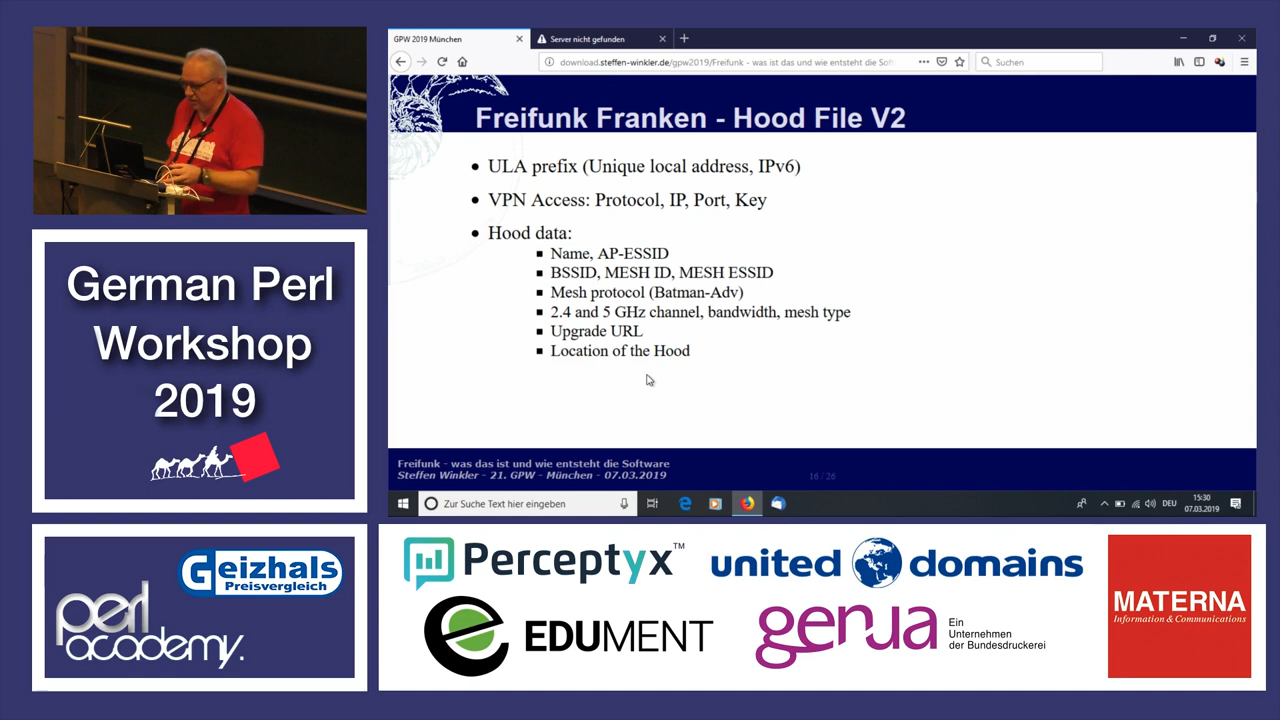 GPW 2019 München
Server nicht gefunden
download.steffen-winkler.de/gpw2019/Freifunk - was ist das und wie entsteht die Sof
Suchen
Freifunk Franken - Hood File V2
ULA prefix (Unique local address, IPv6)
VPN Access: Protocol, IP, Port, Key
Hood data:
Name, AP-ESSID
BSSID, MESH ID, MESH ESSID
Mesh protocol (Batman-Adv)
2.4 and 5 GHz channel, bandwidth, mesh type
Upgrade URL
Location of the Hood
Freifunk - was das ist und wie entsteht die Software
Steffen Winkler - 21. GPW - München - 07.03.2019
16 / 26
Zur Suche Text hier eingeben
DEU
15:30
07.03.2019
German Perl
Workshop
2019
Geizhals
Preisvergleich
perl
academy.
Perceptyx™
united domains
EDUMENT
genua
Ein
Unternehmen
der Bundesdruckerei
MATERNA
Information & Communications